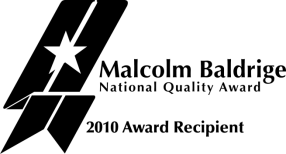 Malcolm Baldrige
National Quality Award
2010 Award Recipient